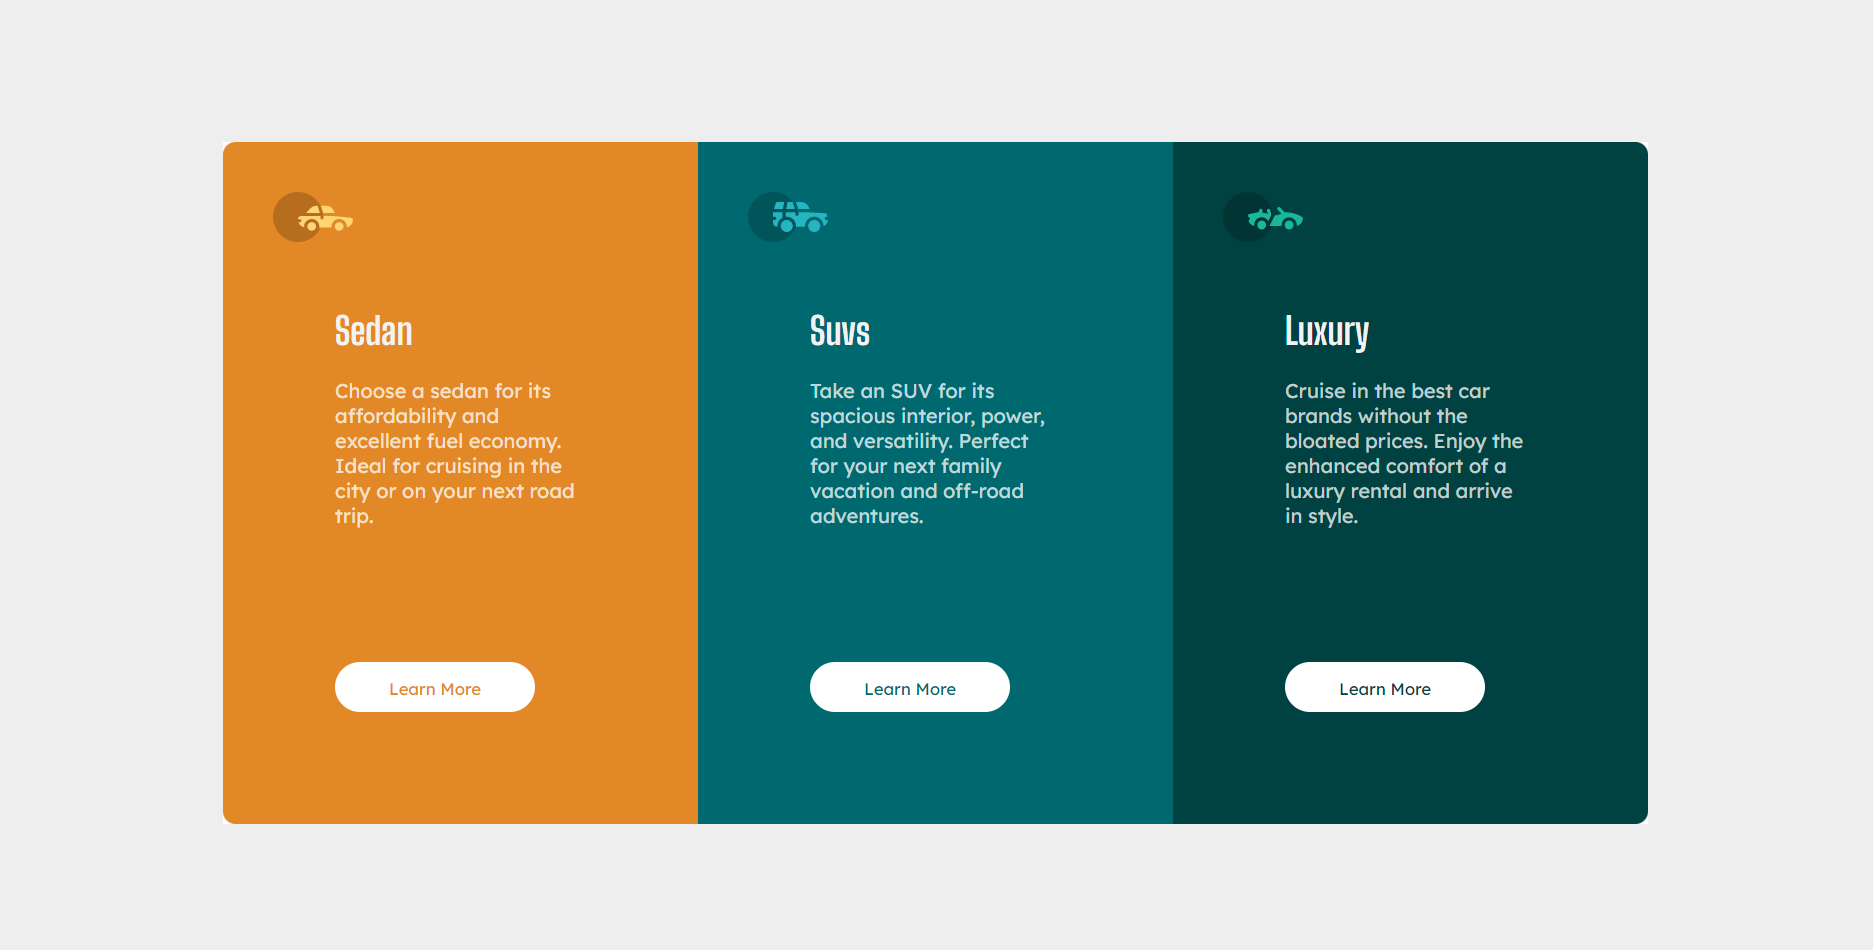 Sedan
Choose a sedan for its
affordability and
excellent fuel economy.
Ideal for cruising in the
city or on your next road
trip.
Learn More
Suvs
Take an SUV for its
spacious interior, power,
and versatility. Perfect
for your next family
vacation and off-road
adventures.
Learn More
Luxury
Cruise in the best car
brands without the
bloated prices. Enjoy the
enhanced comfort of a
luxury rental and arrive
in style.
Learn More